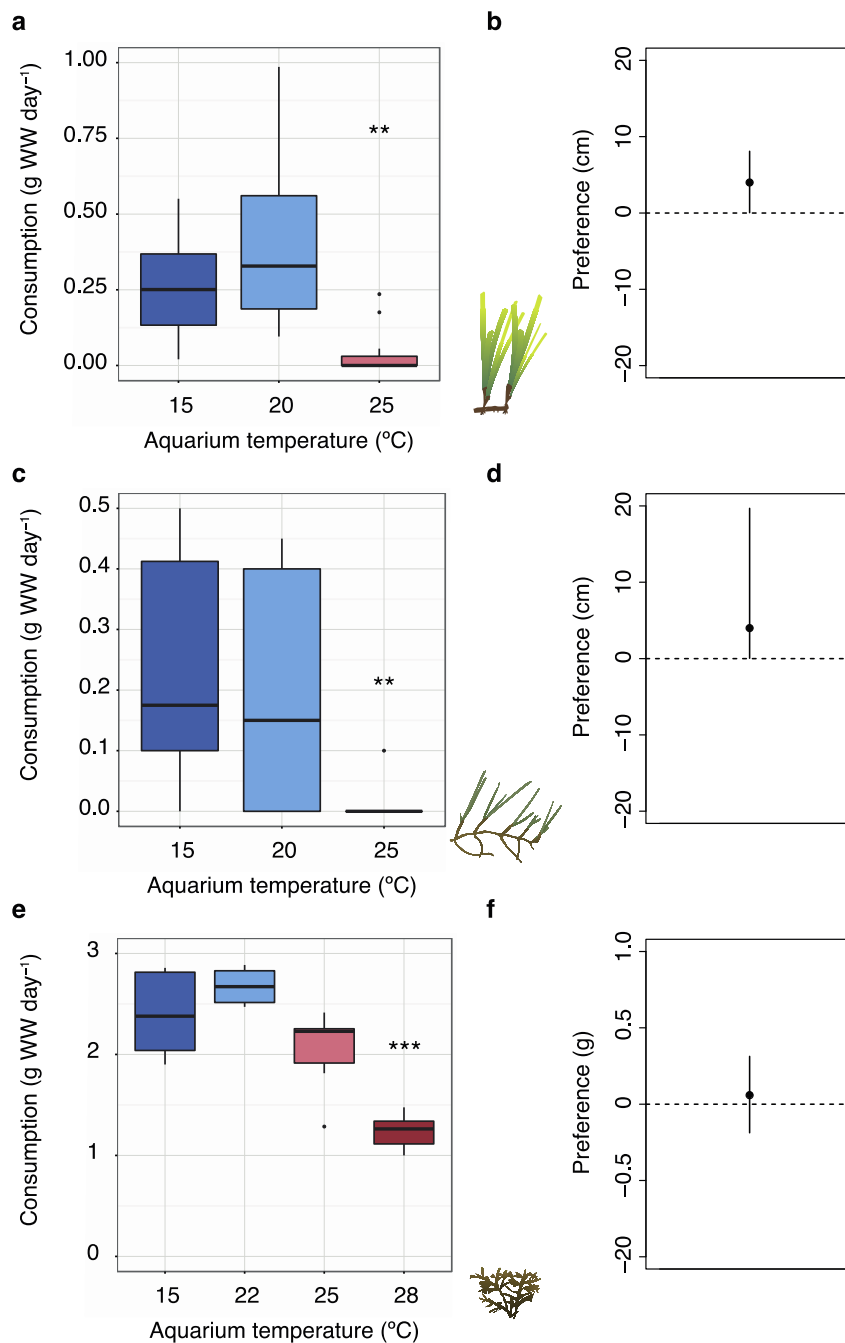 a
Consumption (g WW day⁻¹)
1.00
0.75
0.50
0.25
0.00
**
15 20 25
Aquarium temperature (ºC)
b
Preference (cm)
20
10
0
−10
−20
c
Consumption (g WW day⁻¹)
0.5
0.4
0.3
0.2
0.1
0.0
**
15 20 25
Aquarium temperature (ºC)
d
Preference (cm)
20
10
0
−10
−20
e
Consumption (g WW day⁻¹)
3
2
1
0
***
15 22 25 28
Aquarium temperature (ºC)
f
Preference (g)
1.0
0.5
0
−0.5
−20